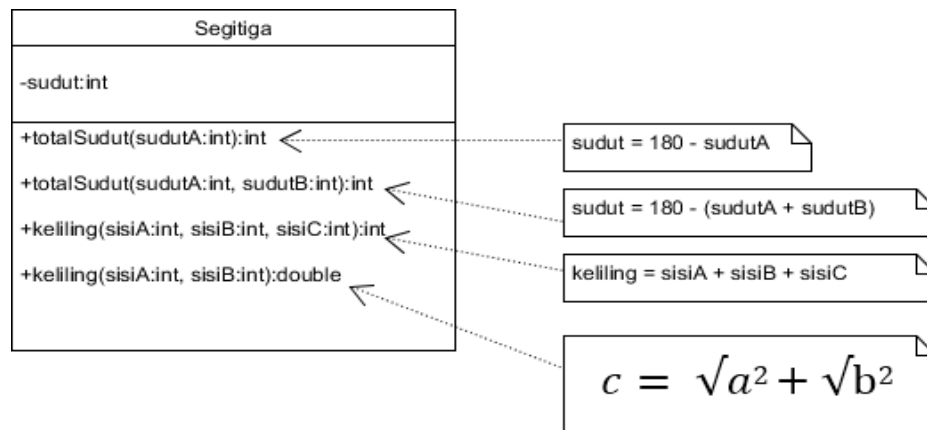 Segitiga
-sudut:int
+totalSudut(sudutA:int):int
+totalSudut(sudutA:int, sudutB:int):int
+keliling(sisiA:int, sisiB:int, sisiC:int):int
+keliling(sisiA:int, sisiB:int):double
sudut = 180 - sudutA
sudut = 180 - (sudutA + sudutB)
keliling = sisiA + sisiB + sisiC
c = √a² + √b²